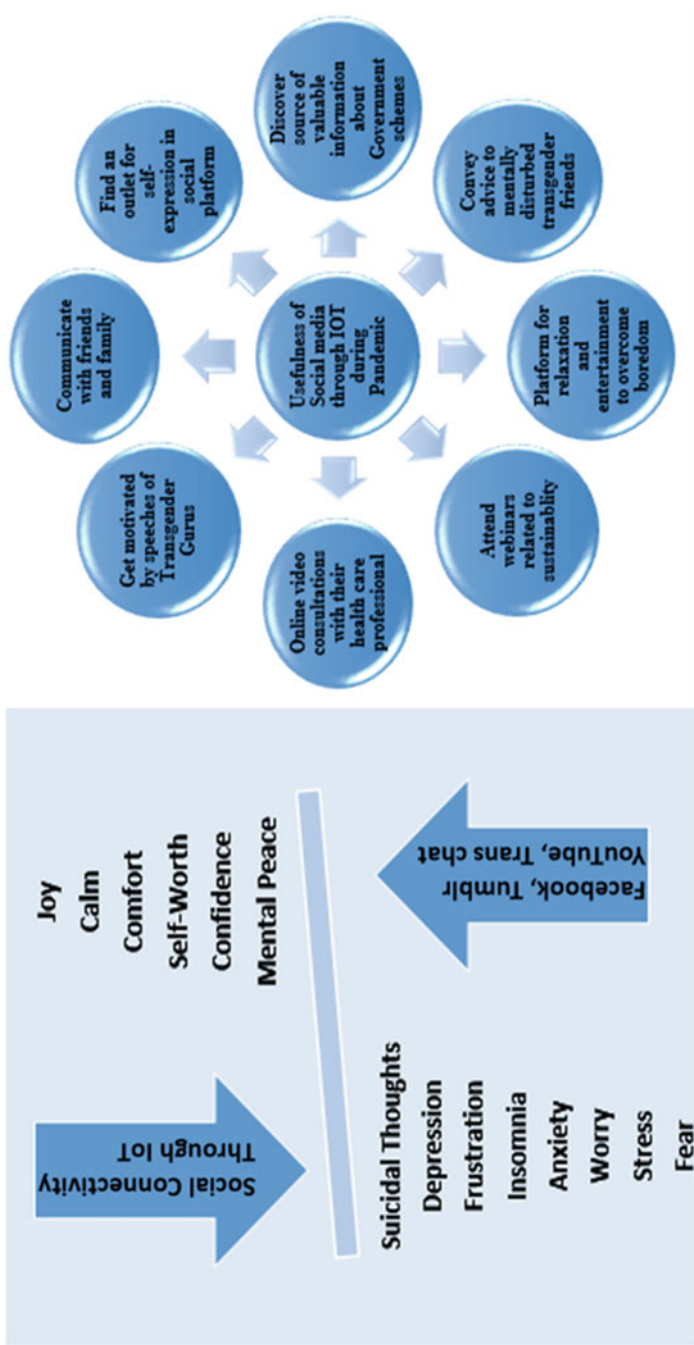 Social Connectivity
Through IoT
Joy
Calm
Comfort
Self-Worth
Confidence
Mental Peace
Suicidal Thoughts
Depression
Frustration
Insomnia
Anxiety
Worry
Stress
Fear
Facebook, Tumblr
YouTube, Trans chat
Usefulness of
Social media
through IOT
during
Pandemic
Communicate
with friends
and family
Find an
outlet for
self-
expression in
social
platform
Discover
source of
valuable
information
about
Government
schemes
Convey
advice to
mentally
disturbed
transgender
friends
Platform for
relaxation
and
entertainment
to overcome
boredom
Attend
webinars
related to
sustainablity
Online video
consultations
with their
health care
professional
Get motivated
by speeches of
Transgender
Gurus